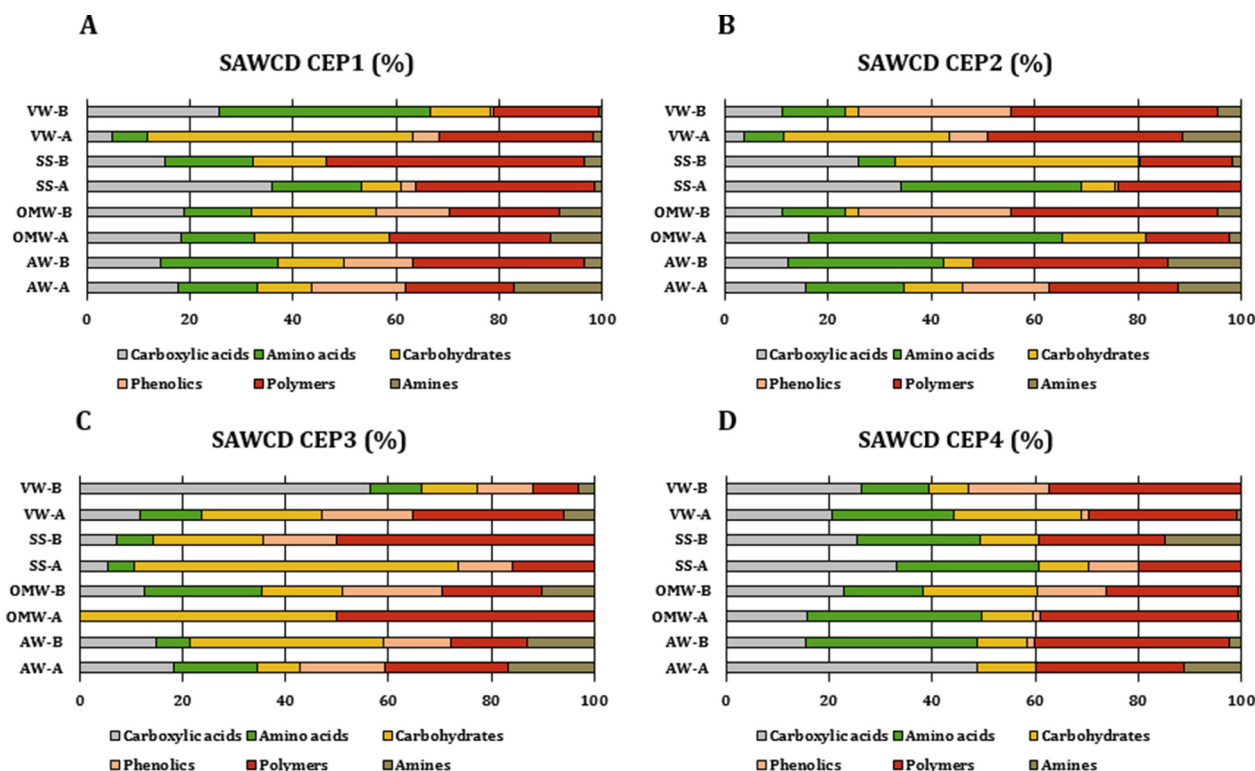 A
SAWCD CEP1 (%)
VW-B
VW-A
SS-B
SS-A
OMW-B
OMW-A
AW-B
AW-A
0 20 40 60 80 100
Carboxylic acids Amino acids Carbohydrates
Phenolics Polymers Amines
B
SAWCD CEP2 (%)
VW-B
VW-A
SS-B
SS-A
OMW-B
OMW-A
AW-B
AW-A
0 20 40 60 80 100
Carboxylic acids Amino acids Carbohydrates
Phenolics Polymers Amines
C
SAWCD CEP3 (%)
VW-B
VW-A
SS-B
SS-A
OMW-B
OMW-A
AW-B
AW-A
0 20 40 60 80 100
Carboxylic acids Amino acids Carbohydrates
Phenolics Polymers Amines
D
SAWCD CEP4 (%)
VW-B
VW-A
SS-B
SS-A
OMW-B
OMW-A
AW-B
AW-A
0 20 40 60 80 100
Carboxylic acids Amino acids Carbohydrates
Phenolics Polymers Amines